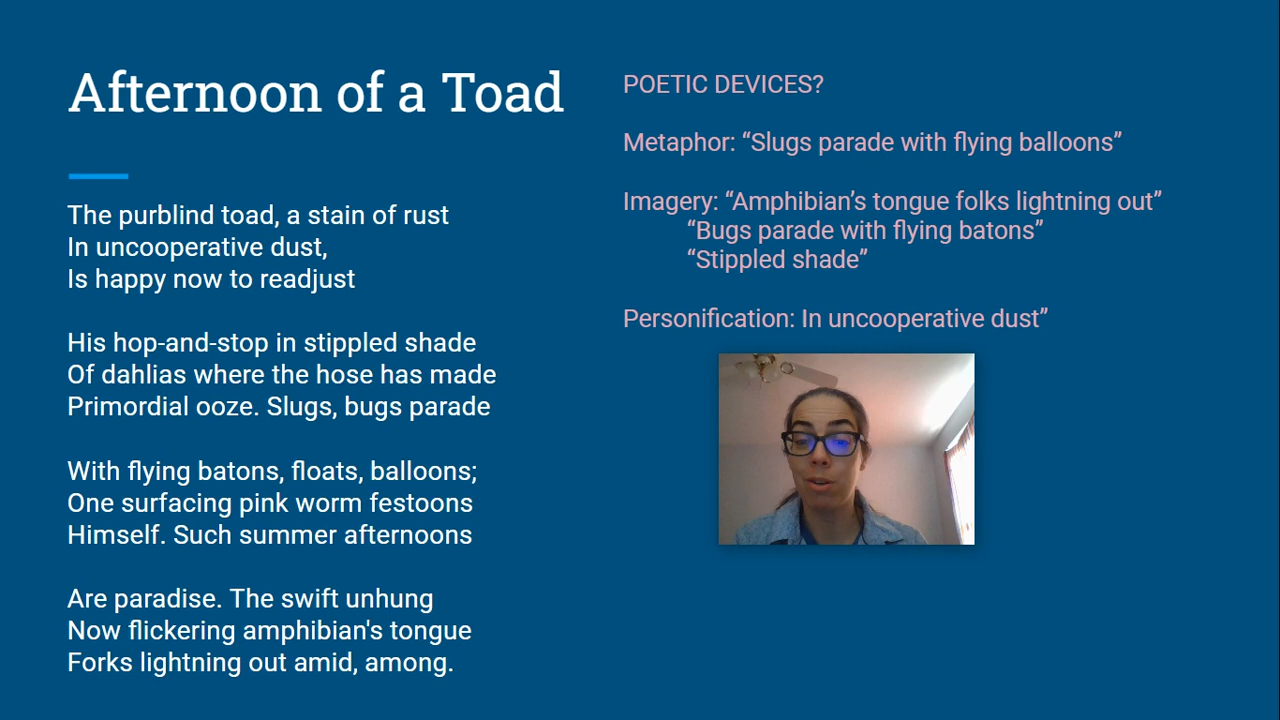 Afternoon of a Toad
The purblind toad, a stain of rust
In uncooperative dust,
Is happy now to readjust
His hop-and-stop in stippled shade
Of dahlias where the hose has made
Primordial ooze. Slugs, bugs parade
With flying batons, floats, balloons;
One surfacing pink worm festoons
Himself. Such summer afternoons
Are paradise. The swift unhung
Now flickering amphibian's tongue
Forks lightning out amid, among.
POETIC DEVICES?
Metaphor: “Slugs parade with flying balloons”
Imagery: “Amphibian’s tongue folks lightning out”
“Bugs parade with flying batons”
“Stippled shade”
Personification: In uncooperative dust”